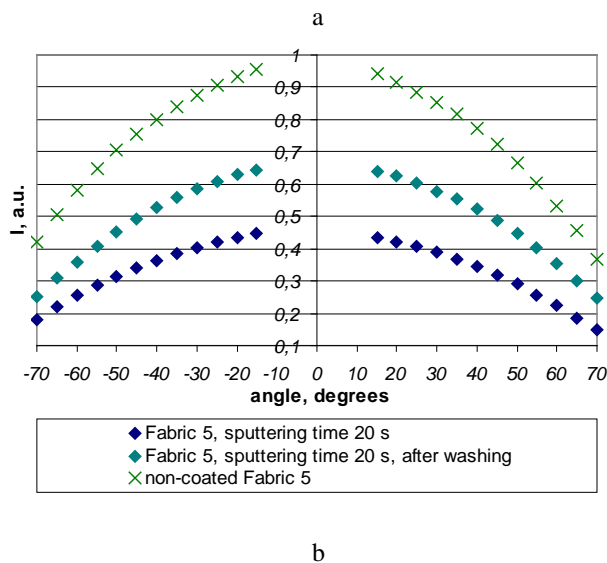 a
1
0,9
0,8
0,7
0,6
0,5
0,4
0,3
0,2
0,1
I, a.u.
-70 -60 -50 -40 -30 -20 -10 0 10 20 30 40 50 60 70
angle, degrees
Fabric 5, sputtering time 20 s
Fabric 5, sputtering time 20 s, after washing
non-coated Fabric 5
b